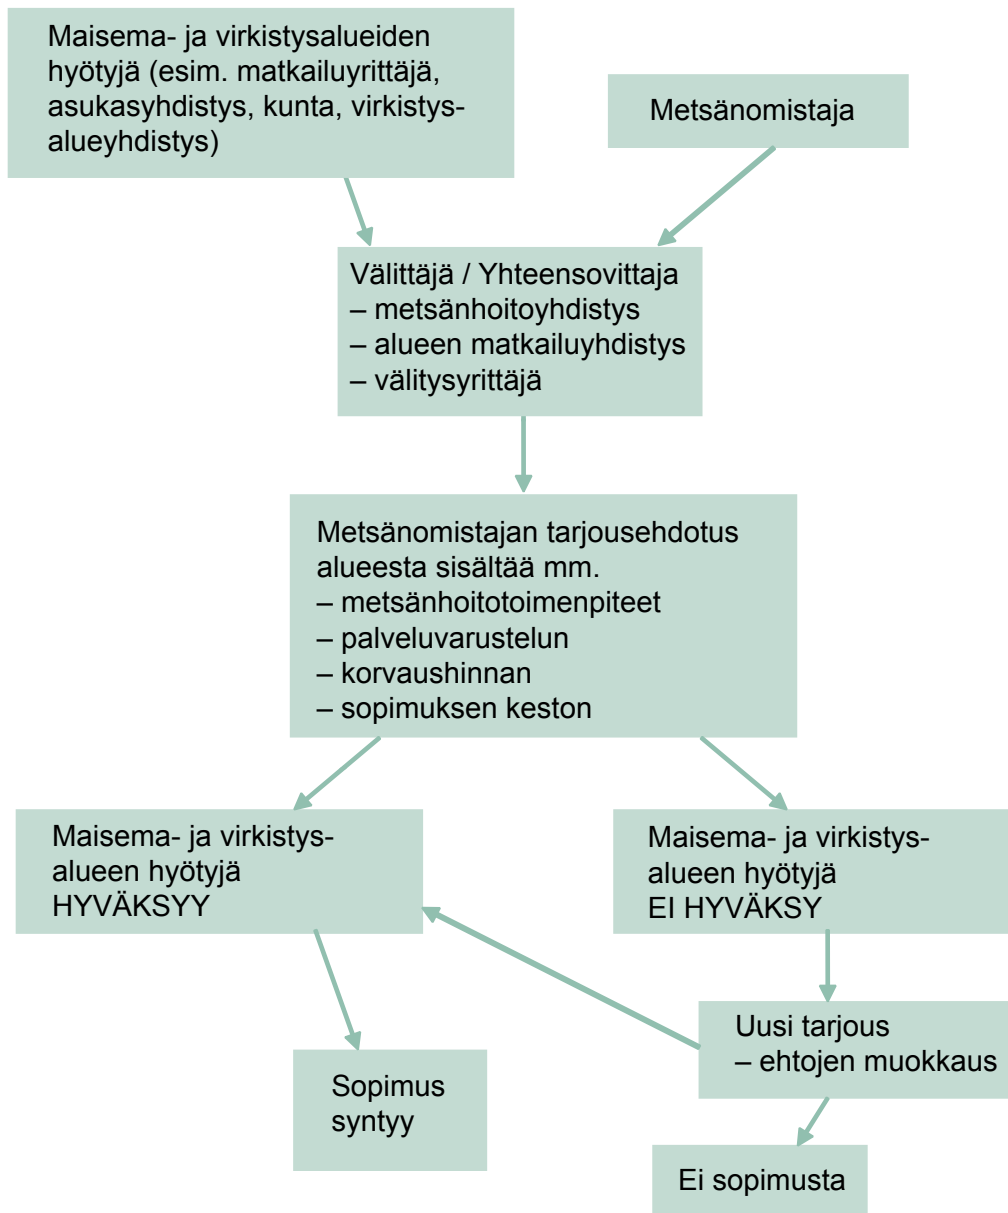 Maisema- ja virkistysalueiden
hyötyjä (esim. matkailuyrittäjä,
asukasyhdistys, kunta, virkistys-
alueyhdistys)
Metsänomistaja
Välittäjä / Yhteensovittaja
– metsänhoitoyhdistys
– alueen matkailuyhdistys
– välitysyrittäjä
Metsänomistajan tarjousehdotus
alueesta sisältää mm.
– metsänhoitotoimenpiteet
– palveluvarustelun
– korvaushinnan
– sopimuksen keston
Maisema- ja virkistys-
alueen hyötyjä
HYVÄKSYY
Maisema- ja virkistys-
alueen hyötyjä
EI HYVÄKSY
Uusi tarjous
– ehtojen muokkaus
Sopimus
syntyy
Ei sopimusta